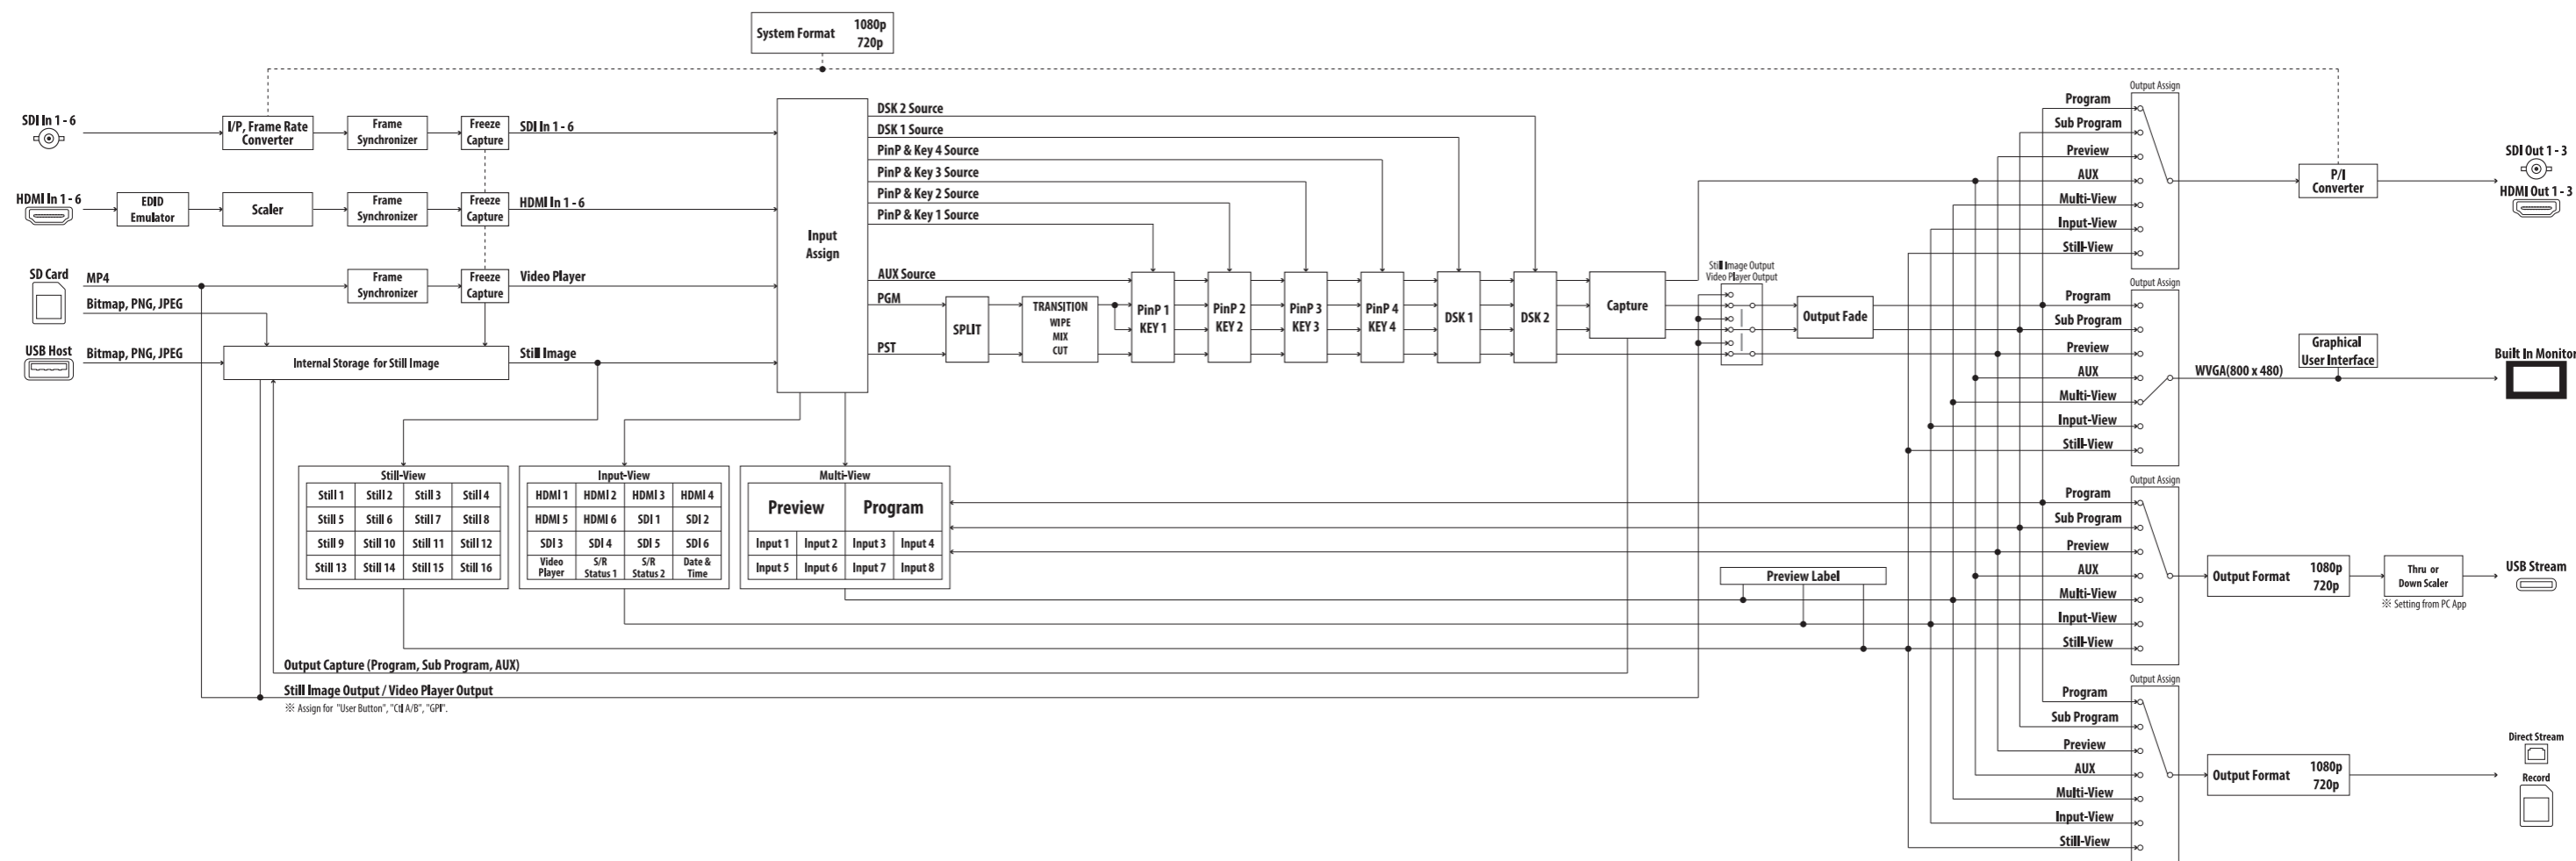 System Format 1080p
720p
SDI In 1 - 6
I/P, Frame Rate
Converter
Frame
Synchronizer
Freeze
Capture
SDI In 1 - 6
HDMI In 1 - 6
EDID
Emulator
Scaler
Frame
Synchronizer
Freeze
Capture
HDMI In 1 - 6
SD Card
MP4
Bitmap, PNG, JPEG
Frame
Synchronizer
Freeze
Capture
Video Player
USB Host
Bitmap, PNG, JPEG
Internal Storage for Still Image
Still Image
Input
Assign
DSK 2 Source
DSK 1 Source
PinP & Key 4 Source
PinP & Key 3 Source
PinP & Key 2 Source
PinP & Key 1 Source
AUX Source
PGM
PST
SPLIT
TRANSITION
WIPE
MIX
CUT
PinP 1
KEY 1
PinP 2
KEY 2
PinP 3
KEY 3
PinP 4
KEY 4
DSK 1
DSK 2
Capture
Still Image Output
Video Player Output
Output Fade
Still-View
Still 1 Still 2 Still 3 Still 4
Still 5 Still 6 Still 7 Still 8
Still 9 Still 10 Still 11 Still 12
Still 13 Still 14 Still 15 Still 16
Input-View
HDMI 1 HDMI 2 HDMI 3 HDMI 4
HDMI 5 HDMI 6 SDI 1 SDI 2
SDI 3 SDI 4 SDI 5 SDI 6
Video
Player
S/R
Status 1
S/R
Status 2
Date &
Time
Multi-View
Preview Program
Input 1 Input 2 Input 3 Input 4
Input 5 Input 6 Input 7 Input 8
Preview Label
Output Capture (Program, Sub Program, AUX)
Still Image Output / Video Player Output
※ Assign for "User Button", "Ctl A/B", "GPI".
Output Assign
Program
Sub Program
Preview
AUX
Multi-View
Input-View
Still-View
P/I
Converter
SDI Out 1 - 3
HDMI Out 1 - 3
Output Assign
Program
Sub Program
Preview
AUX
Multi-View
Input-View
Still-View
WVGA(800 x 480)
Graphical
User Interface
Built In Monitor
Output Assign
Program
Sub Program
Preview
AUX
Multi-View
Input-View
Still-View
Output Format 1080p
720p
Thru or
Down Scaler
※ Setting from PC App
USB Stream
Output Assign
Program
Sub Program
Preview
AUX
Multi-View
Input-View
Still-View
Output Format 1080p
720p
Direct Stream
Record